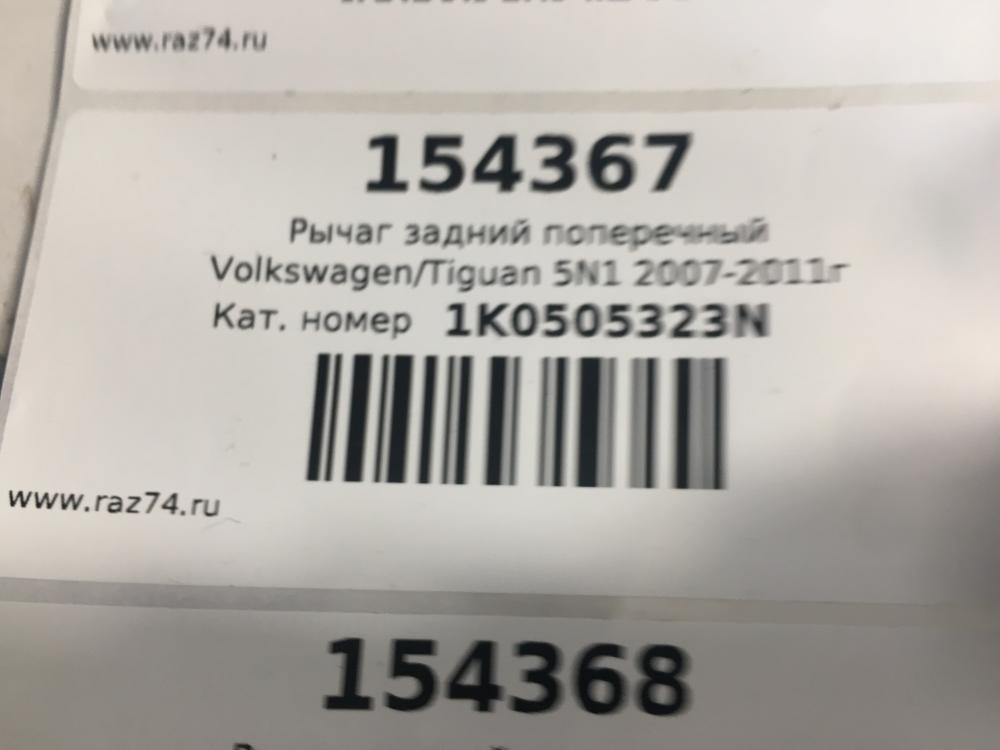 www.raz74.ru
154367
Рычаг задний поперечный
Volkswagen/Tiguan 5N1 2007-2011г
Кат. номер 1K0505323N
www.raz74.ru
154368